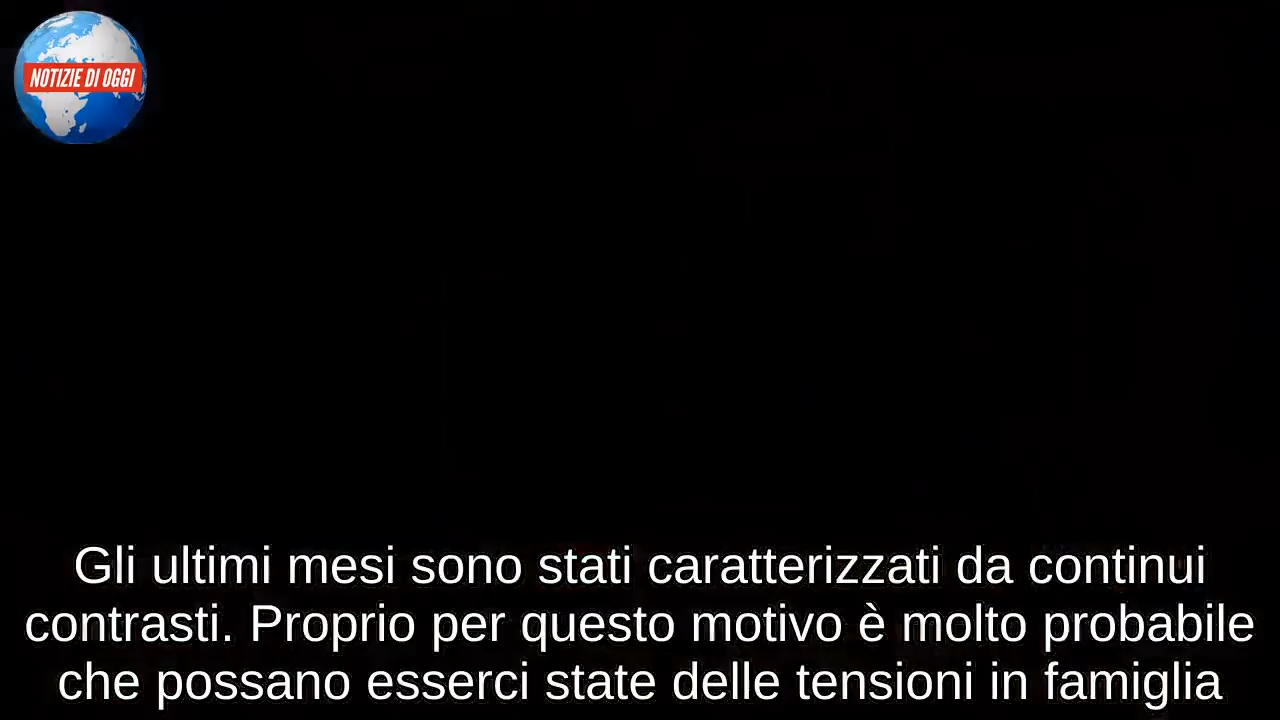 NOTIZIE DI OGGI
Gli ultimi mesi sono stati caratterizzati da continui
contrasti. Proprio per questo motivo è molto probabile
che possano esserci state delle tensioni in famiglia